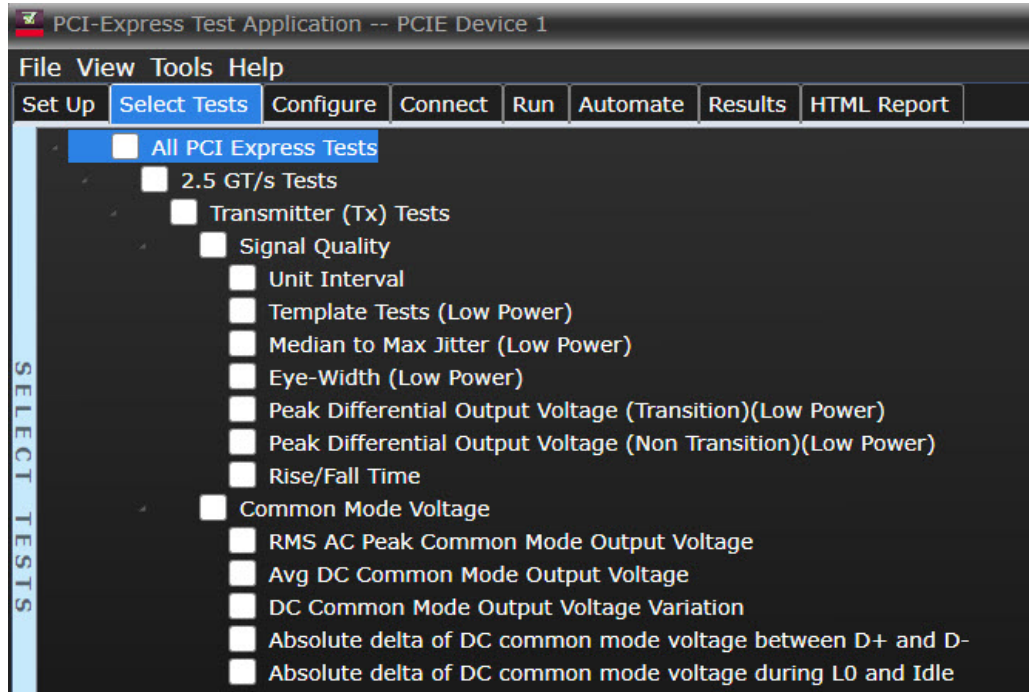 PCI-Express Test Application -- PCIE Device 1
File View Tools Help
Set Up Select Tests Configure Connect Run Automate Results HTML Report
SELECT TESTS
All PCI Express Tests
2.5 GT/s Tests
Transmitter (Tx) Tests
Signal Quality
Unit Interval
Template Tests (Low Power)
Median to Max Jitter (Low Power)
Eye-Width (Low Power)
Peak Differential Output Voltage (Transition)(Low Power)
Peak Differential Output Voltage (Non Transition)(Low Power)
Rise/Fall Time
Common Mode Voltage
RMS AC Peak Common Mode Output Voltage
Avg DC Common Mode Output Voltage
DC Common Mode Output Voltage Variation
Absolute delta of DC common mode voltage between D+ and D-
Absolute delta of DC common mode voltage during L0 and Idle